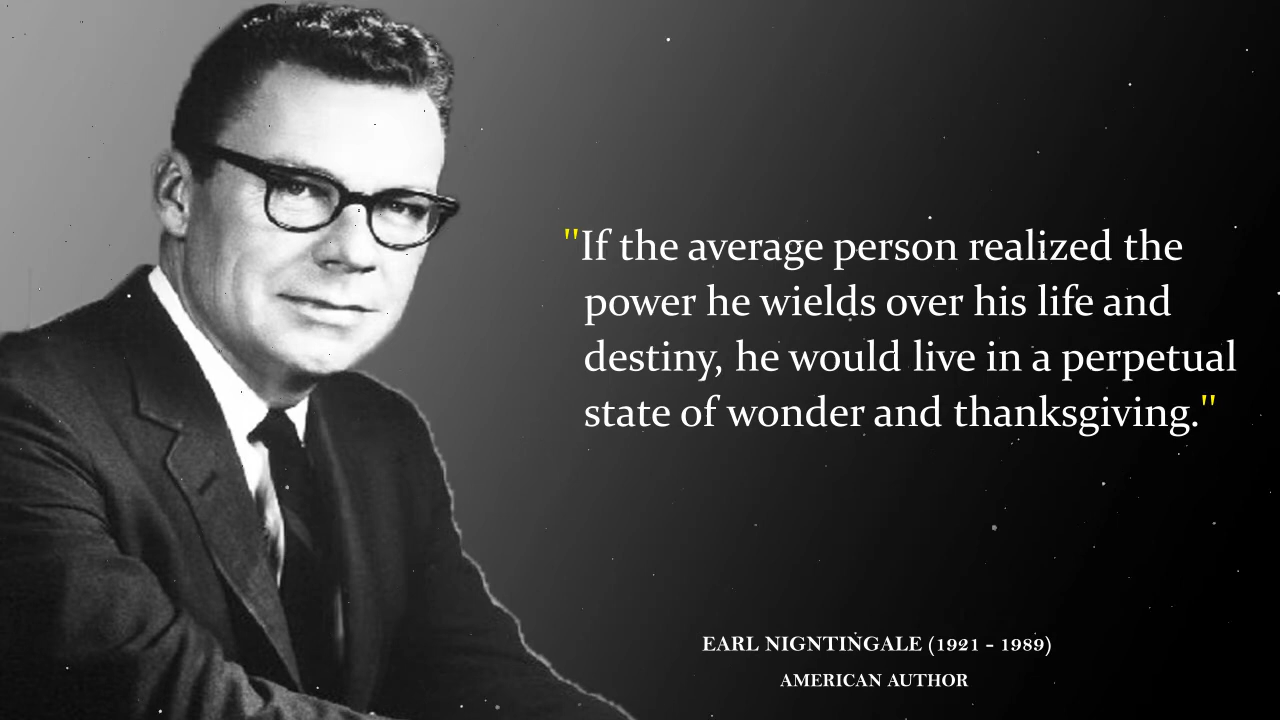 "If the average person realized the
power he wields over his life and
destiny, he would live in a perpetual
state of wonder and thanksgiving."
EARL NIGNTINGALE (1921 - 1989)
AMERICAN AUTHOR